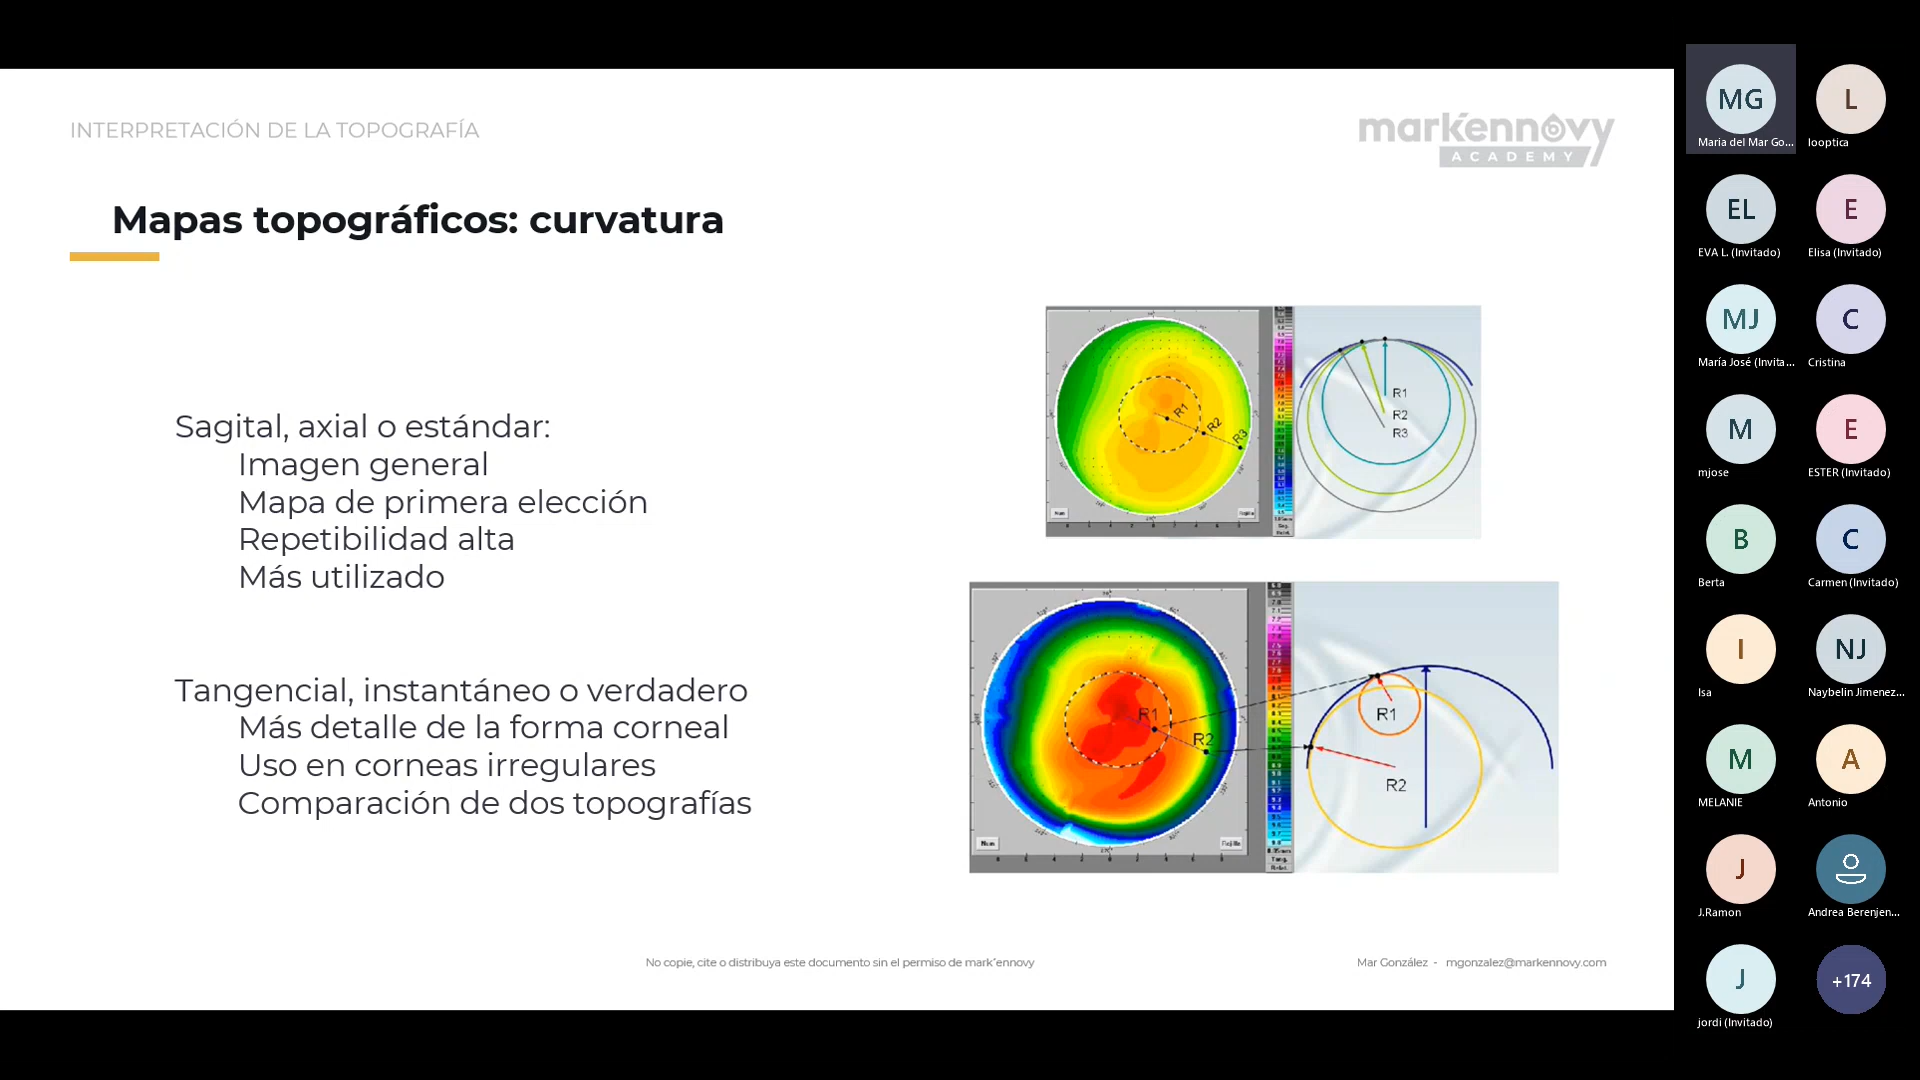 INTERPRETACIÓN DE LA TOPOGRAFÍA
mark'ennovy
ACADEMY
Mapas topográficos: curvatura
Sagital, axial o estándar:
Imagen general
Mapa de primera elección
Repetibilidad alta
Más utilizado
R1
R2
R3
R1
R2
R3
Tangencial, instantáneo o verdadero
Más detalle de la forma corneal
Uso en corneas irregulares
Comparación de dos topografías
R1
R2
R1
R2
No copie, cite o distribuya este documento sin el permiso de mark'ennovy
Mar González - mgonzalez@markennovy.com
MG
Maria del Mar Go...
L
looptica
EL
EVA L. (Invitado)
E
Elisa (Invitado)
MJ
María José (Invita...
C
Cristina
M
mjose
E
ESTER (Invitado)
B
Berta
C
Carmen (Invitado)
I
Isa
NJ
Naybelin Jimenez...
M
MELANIE
A
Antonio
J
J.Ramon
Andrea Berenjen...
J
jordi (Invitado)
+174